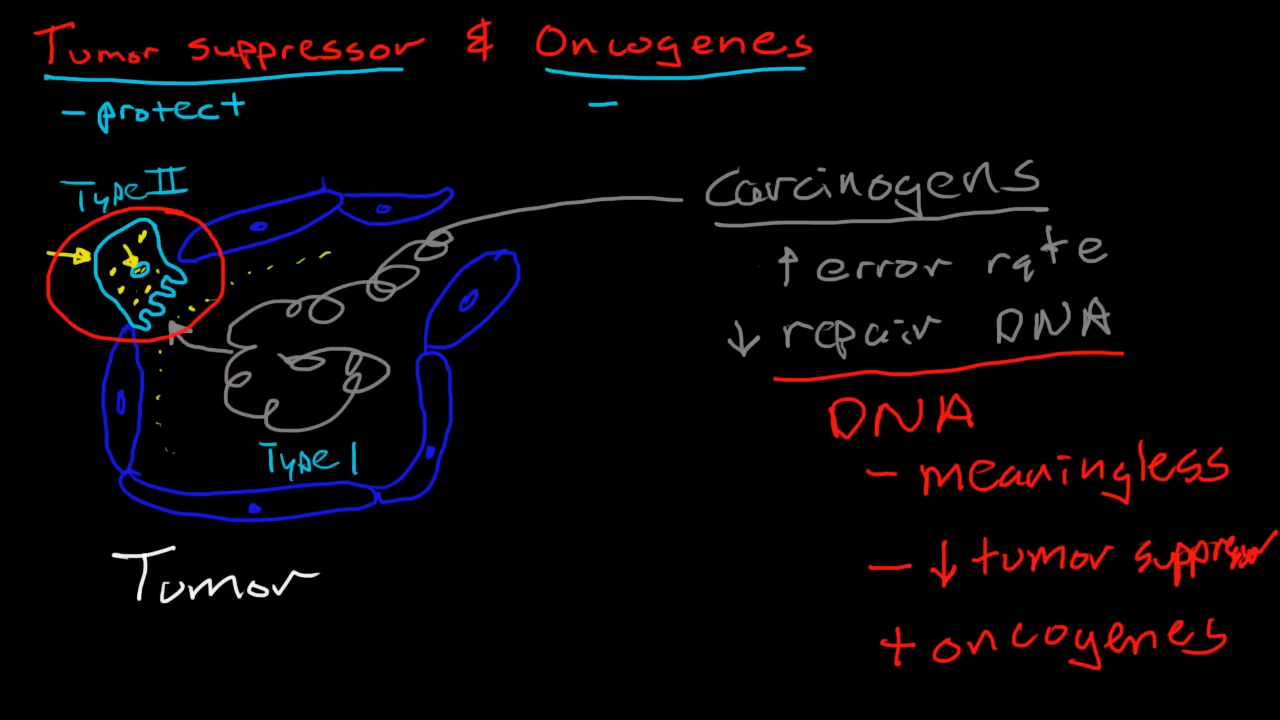 Tumor suppressor & Oncogenes
- protect -
Type II
Carcinogens
↑ error rate
↓ repair DNA
DNA
- meaningless
Type I
- ↓ tumor suppressor
Tumor
+ oncogenes